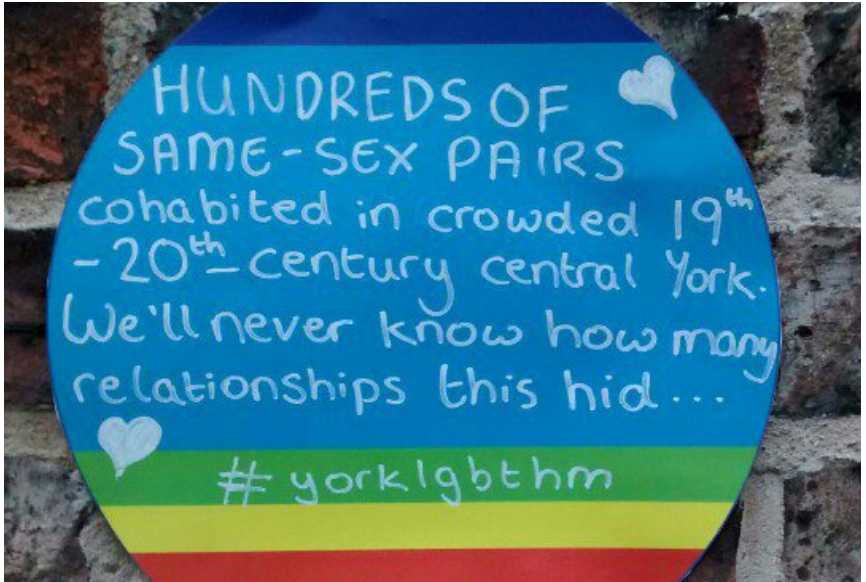 HUNDREDS OF
SAME-SEX PAIRS
cohabited in crowded 19th
-20th-century central York.
We'll never know how many
relationships this hid...
#yorklgbthm